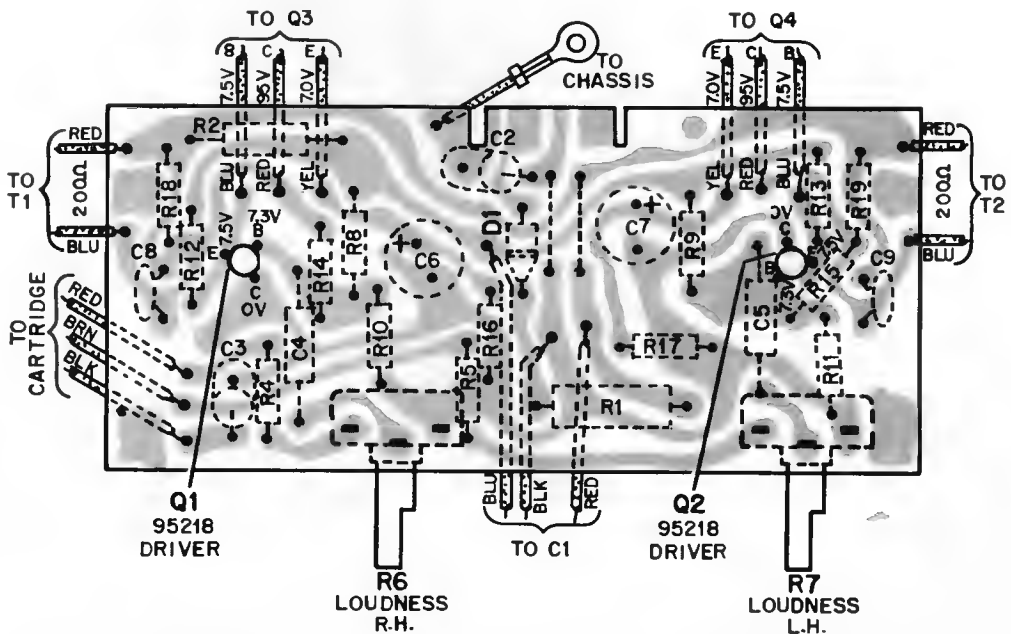 TO Q3
TO Q4
B C E
E C B
7.5V
95V
7.0V
7.0V
95V
7.5V
TO
CHASSIS
RED
200Ω
BLU
TO
T1
RED
200Ω
BLU
TO
T2
R2
BLU
RED
YEL
C2
YEL
RED
BLU
R18
R12
C8
E
7.5V
7.3V
B
C
0V
R14
R8
C6
D1
C7
R9
0V
C
B
R13
R19
R15
C9
C5
TO
CARTRIDGE
RED
BRN
BLK
C3
R4
C4
R10
R5
R16
R17
R1
R11
BLU
BLK
RED
TO C1
Q1
95218
DRIVER
Q2
95218
DRIVER
R6
LOUDNESS
R.H.
R7
LOUDNESS
L.H.